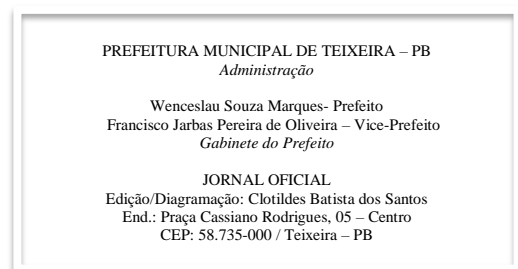 PREFEITURA MUNICIPAL DE TEIXEIRA – PB
Administração
Wenceslau Souza Marques- Prefeito
Francisco Jarbas Pereira de Oliveira – Vice-Prefeito
Gabinete do Prefeito
JORNAL OFICIAL
Edição/Diagramação: Clotildes Batista dos Santos
End.: Praça Cassiano Rodrigues, 05 – Centro
CEP: 58.735-000 / Teixeira – PB